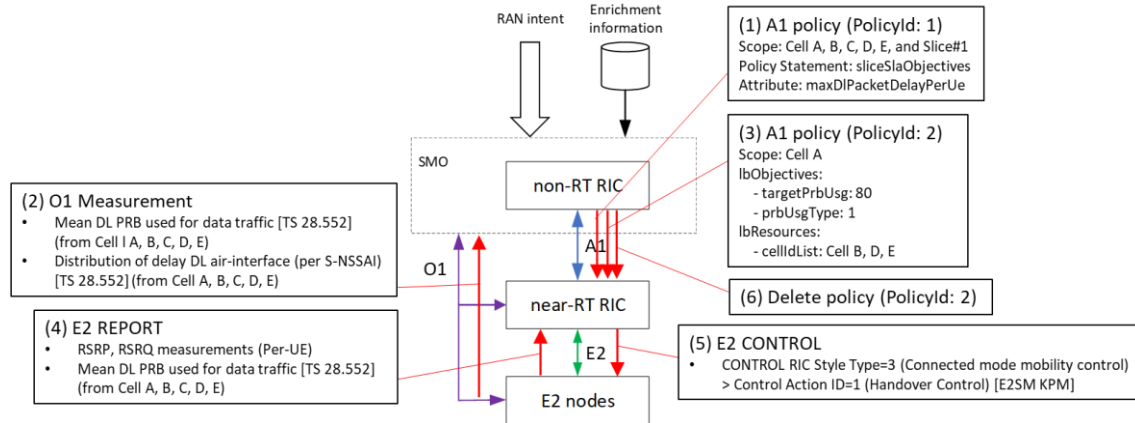 RAN intent
Enrichment
information
(1) A1 policy (PolicyId: 1)
Scope: Cell A, B, C, D, E, and Slice#1
Policy Statement: sliceSlaObjectives
Attribute: maxDlPacketDelayPerUe
(3) A1 policy (PolicyId: 2)
Scope: Cell A
lbObjectives:
- targetPrbUsg: 80
- prbUsgType: 1
lbResources:
- cellIdList: Cell B, D, E
SMO
non-RT RIC
(2) O1 Measurement
• Mean DL PRB used for data traffic [TS 28.552]
(from Cell l A, B, C, D, E)
• Distribution of delay DL air-interface (per S-NSSAI)
[TS 28.552] (from Cell A, B, C, D, E)
O1
A1
(6) Delete policy (PolicyId: 2)
near-RT RIC
(4) E2 REPORT
• RSRP, RSRQ measurements (Per-UE)
• Mean DL PRB used for data traffic [TS 28.552]
(from Cell A, B, C, D, E)
E2
(5) E2 CONTROL
• CONTROL RIC Style Type=3 (Connected mode mobility control)
> Control Action ID=1 (Handover Control) [E2SM KPM]
E2 nodes